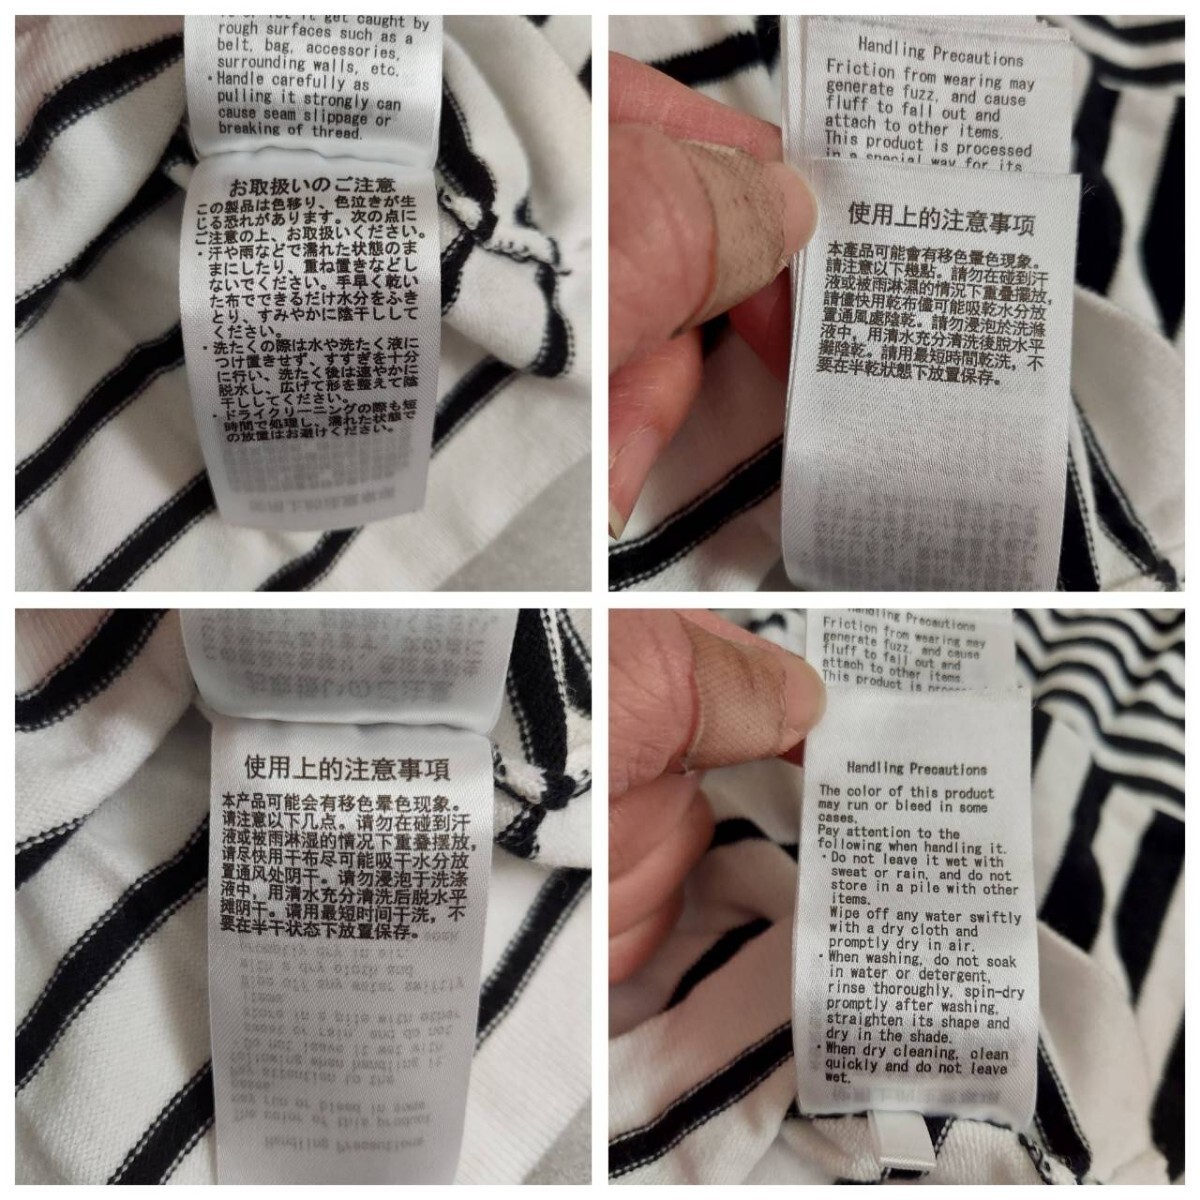 get caught by
rough surfaces such as a
belt, bag, accessories,
surrounding walls, etc.
・Handle carefully as
pulling it strongly can
cause seam slippage or
breaking of thread.
お取扱いのご注意
この製品は色移り、色泣きが生
じる恐れがあります。次の点に
ご注意の上、お取扱いください。
・汗や雨などで濡れた状態のま
まにしたり、重ね置きなどし
ないでください。手早く乾い
た布でできるだけ水分をふき
とり、すみやかに陰干しして
ください。
・洗たくの際は水や洗たく液に
つけ置きせず、すすぎを十分
に行い、洗たく後は速やかに
脱水し、広げて形を整えて陰
干ししてください。
・ドライクリーニングの際も短
時間で処理し、濡れた状態で
の放置はお避けください。
Handling Precautions
Friction from wearing may
generate fuzz, and cause
fluff to fall out and
attach to other items.
This product is processed
in a special way for its
使用上的注意事项
本產品可能會有移色暈色現象。
請注意以下幾點。請勿在碰到汗
液或被雨淋濕的情況下重疊擺放，
請儘快用乾布儘可能吸乾水分放
置通風處陰乾。請勿浸泡於洗滌
液中，用清水充分清洗後脫水平
攤陰乾。請用最短時間乾洗，不
要在半乾狀態下放置保存。
使用上的注意事項
本产品可能会有移色晕色现象。
请注意以下几点。请勿在碰到汗
液或被雨淋湿的情况下重叠摆放，
请尽快用干布尽可能吸干水分放
置通风处阴干。请勿浸泡于洗涤
液中，用清水充分清洗后脱水平
摊阴干。请用最短时间干洗，不
要在半干状态下放置保存。
Handling Precautions
Friction from wearing may
generate fuzz, and cause
fluff to fall out and
attach to other items.
This product is
Handling Precautions
The color of this product
may run or bleed in some
cases.
Pay attention to the
following when handling it.
・Do not leave it wet with
sweat or rain, and do not
store in a pile with other
items.
Wipe off any water swiftly
with a dry cloth and
promptly dry in air.
・When washing, do not soak
in water or detergent,
rinse thoroughly, spin-dry
promptly after washing,
straighten its shape and
dry in the shade.
・When dry cleaning, clean
quickly and do not leave
wet.